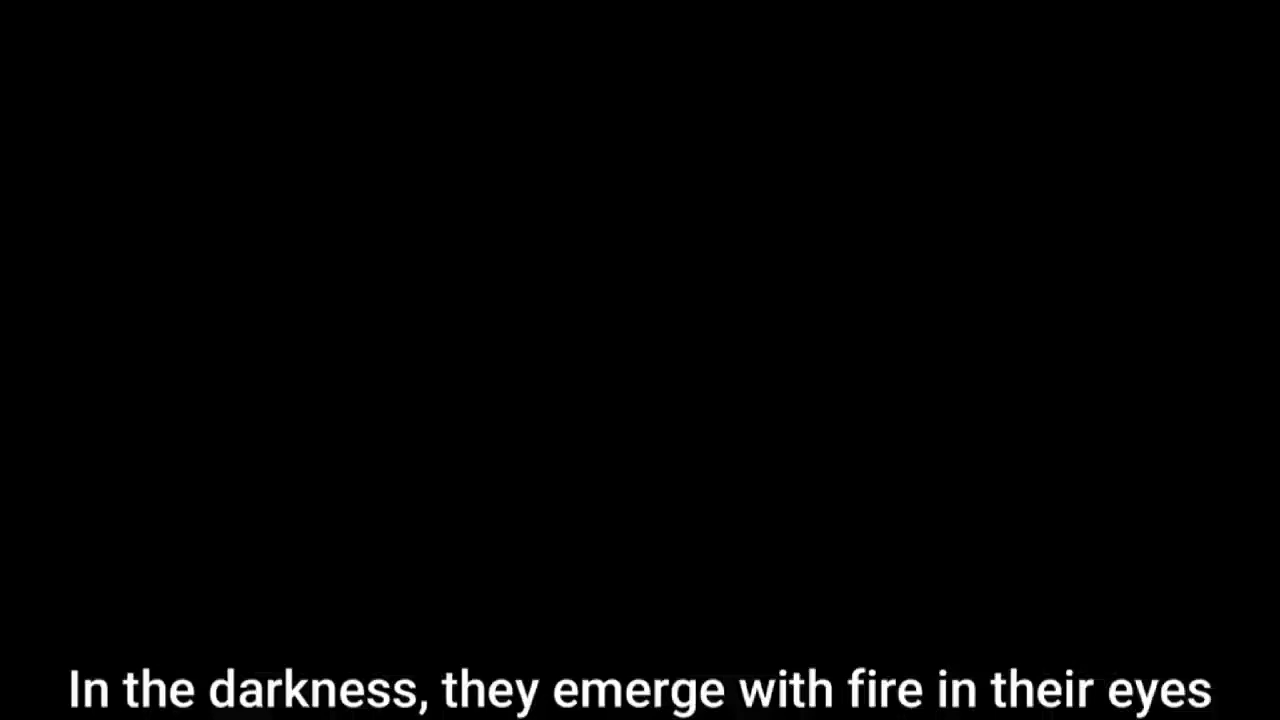 In the darkness, they emerge with fire in their eyes